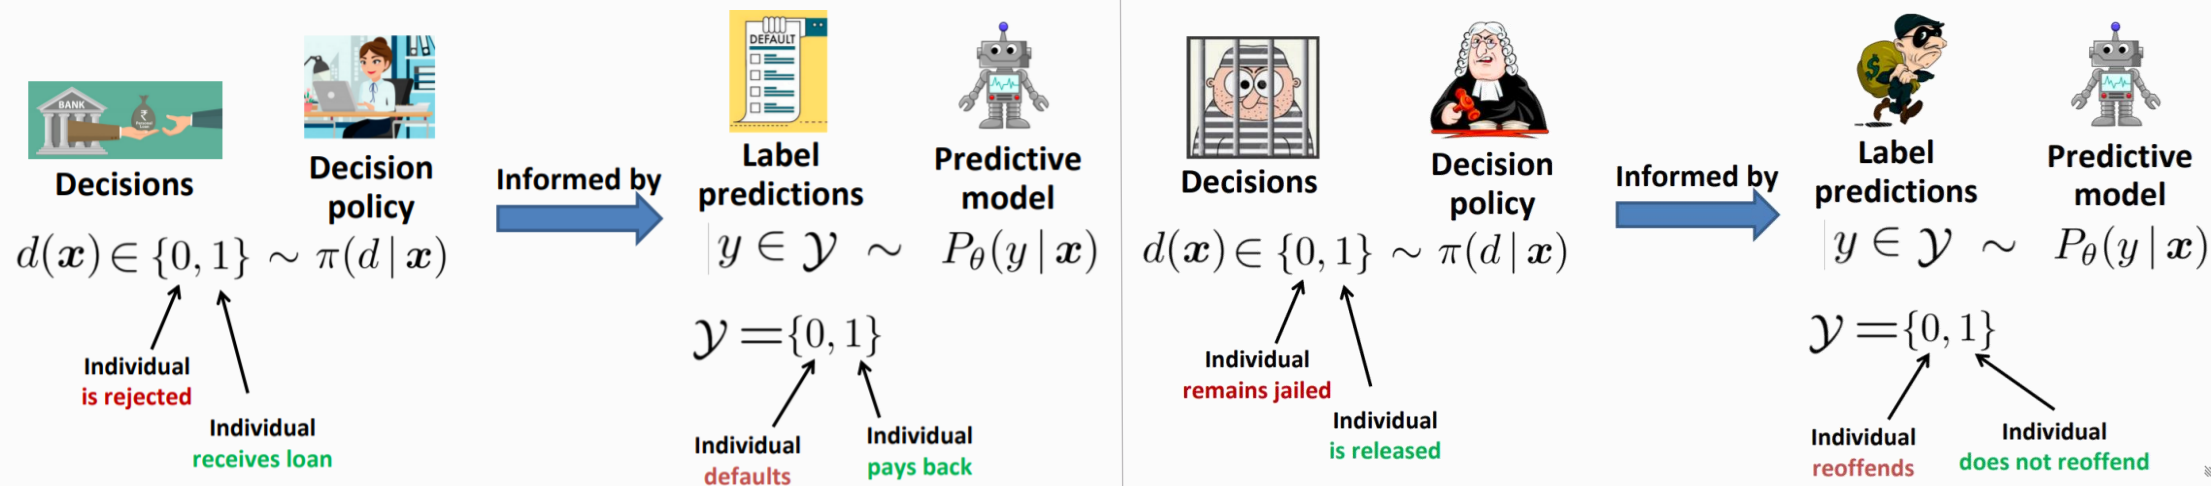 BANK
₹
Decisions
Decision
policy
d(x) ∈ {0, 1} ~ π(d | x)
Individual
is rejected
Individual
receives loan
Informed by
DEFAULT
Label
predictions
Predictive
model
y ∈ 𝒴 ~ P_θ(y | x)
𝒴 = {0, 1}
Individual
defaults
Individual
pays back
Decisions
Decision
policy
d(x) ∈ {0, 1} ~ π(d | x)
Individual
remains jailed
Individual
is released
Informed by
$
Label
predictions
Predictive
model
y ∈ 𝒴 ~ P_θ(y | x)
𝒴 = {0, 1}
Individual
reoffends
Individual
does not reoffend